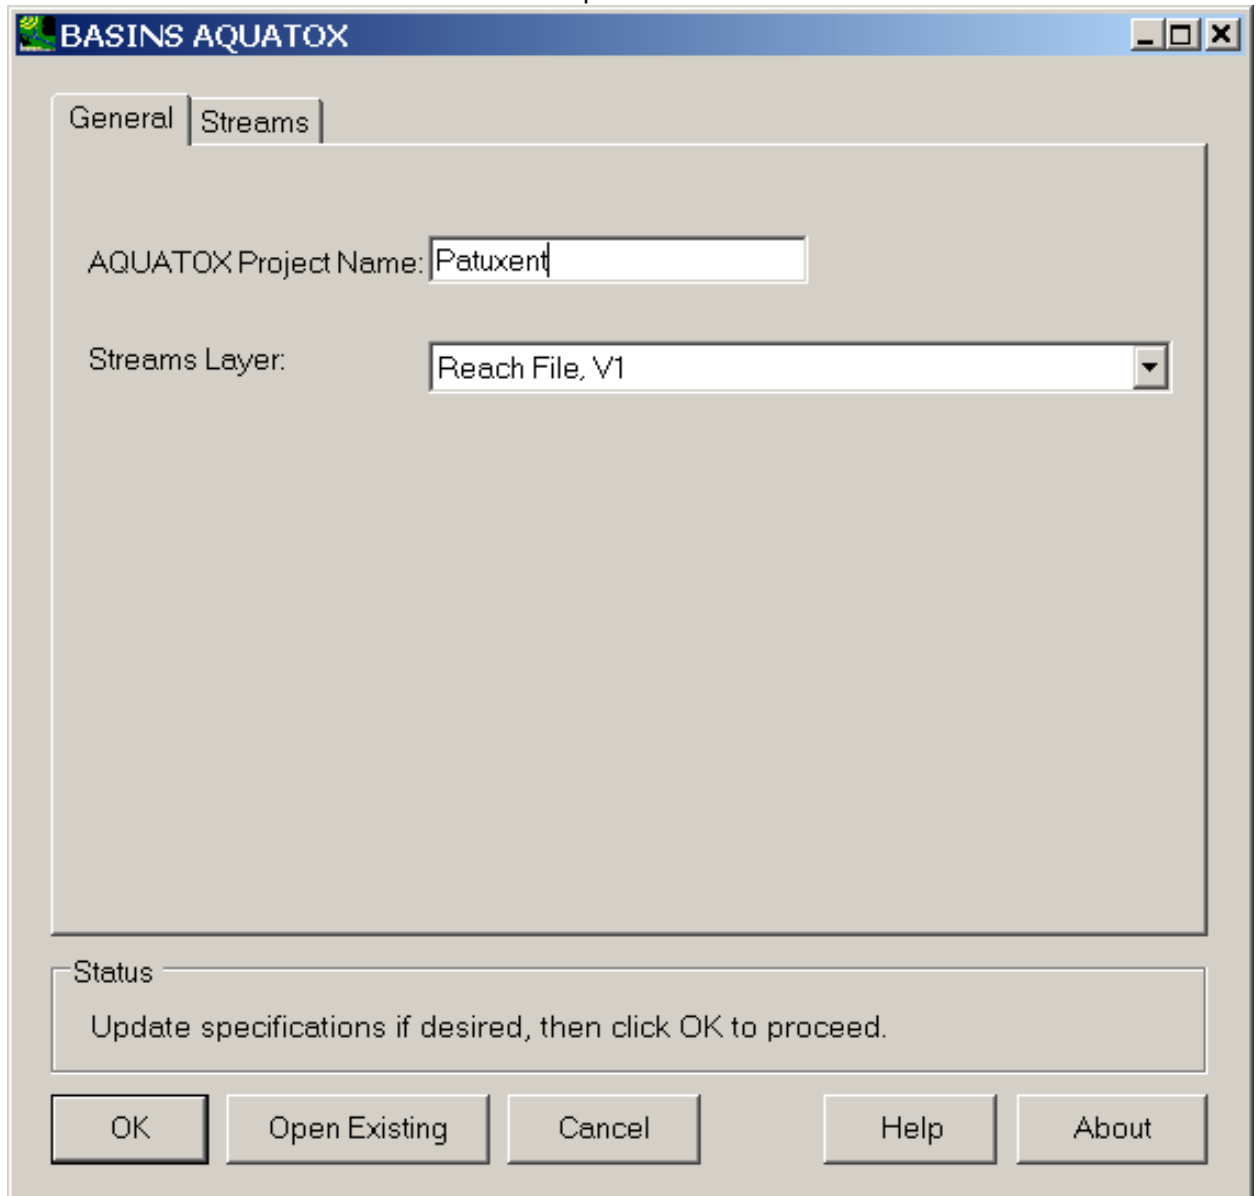 BASINS AQUATOX
General Streams
AQUATOX Project Name: Patuxent
Streams Layer: Reach File, V1
Status
Update specifications if desired, then click OK to proceed.
OK Open Existing Cancel Help About